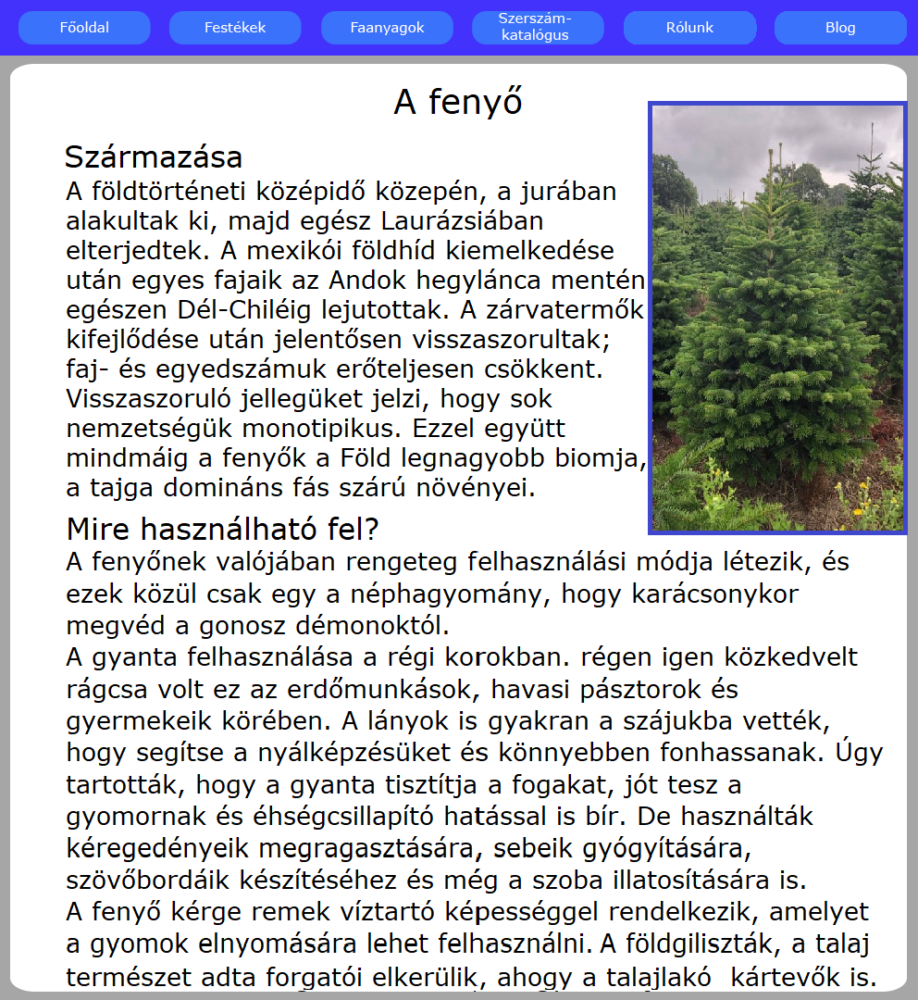 Főoldal
Festékek
Faanyagok
Szerszám-
katalógus
Rólunk
Blog
A fenyő
Származása
A földtörténeti középidő közepén, a jurában
alakultak ki, majd egész Laurázsiában
elterjedtek. A mexikói földhíd kiemelkedése
után egyes fajaik az Andok hegylánca mentén
egészen Dél-Chiléig lejutottak. A zárvatermők
kifejlődése után jelentősen visszaszorultak;
faj- és egyedszámuk erőteljesen csökkent.
Visszaszoruló jellegüket jelzi, hogy sok
nemzetségük monotipikus. Ezzel együtt
mindmáig a fenyők a Föld legnagyobb biomja,
a tajga domináns fás szárú növényei.
Mire használható fel?
A fenyőnek valójában rengeteg felhasználási módja létezik, és
ezek közül csak egy a néphagyomány, hogy karácsonykor
megvéd a gonosz démonoktól.
A gyanta felhasználása a régi korokban. régen igen közkedvelt
rágcsa volt ez az erdőmunkások, havasi pásztorok és
gyermekeik körében. A lányok is gyakran a szájukba vették,
hogy segítse a nyálképzésüket és könnyebben fonhassanak. Úgy
tartották, hogy a gyanta tisztítja a fogakat, jót tesz a
gyomornak és éhségcsillapító hatással is bír. De használták
kéregedényeik megragasztására, sebeik gyógyítására,
szövőbordáik készítéséhez és még a szoba illatosítására is.
A fenyő kérge remek víztartó képességgel rendelkezik, amelyet
a gyomok elnyomására lehet felhasználni. A földgiliszták, a talaj
természet adta forgatói elkerülik, ahogy a talajlakó  kártevők is.